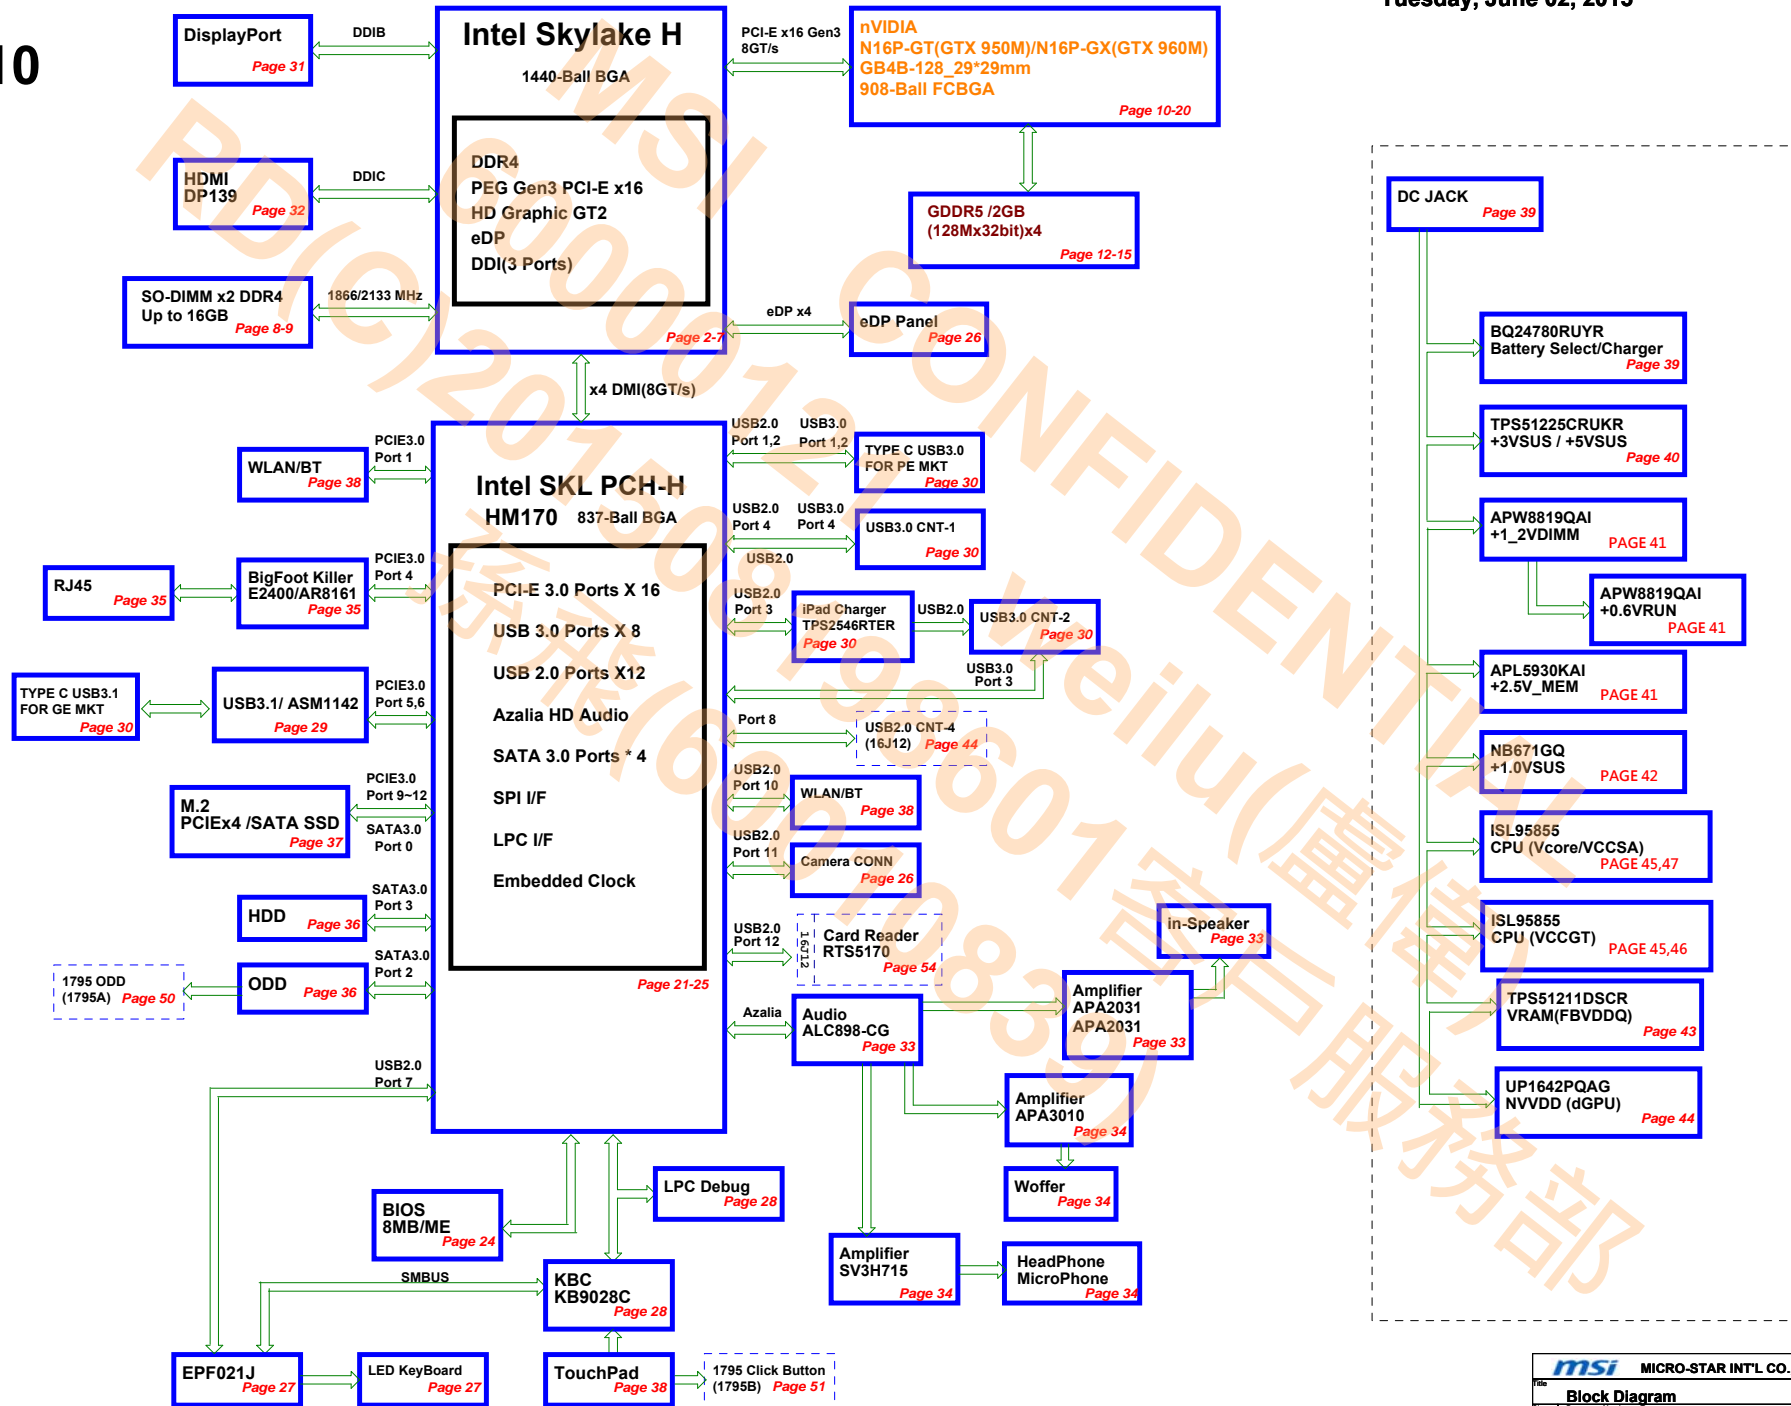 Tuesday, June 02, 2015
10
DisplayPort
Page 31
DDIB
Intel Skylake H
1440-Ball BGA
PCI-E x16 Gen3
8GT/s
nVIDIA
N16P-GT(GTX 950M)/N16P-GX(GTX 960M)
GB4B-128_29*29mm
908-Ball FCBGA
Page 10-20
DDR4
PEG Gen3 PCI-E x16
HD Graphic GT2
eDP
DDI(3 Ports)
Page 2-7
HDMI
DP139
Page 32
DDIC
GDDR5 /2GB
(128Mx32bit)x4
Page 12-15
SO-DIMM x2 DDR4
Up to 16GB
Page 8-9
1866/2133 MHz
eDP x4
eDP Panel
Page 26
x4 DMI(8GT/s)
Intel SKL PCH-H
HM170 837-Ball BGA
PCI-E 3.0 Ports X 16
USB 3.0 Ports X 8
USB 2.0 Ports X12
Azalia HD Audio
SATA 3.0 Ports * 4
SPI I/F
LPC I/F
Embedded Clock
Page 21-25
WLAN/BT
Page 38
PCIE3.0
Port 1
RJ45
Page 35
BigFoot Killer
E2400/AR8161
Page 35
PCIE3.0
Port 4
TYPE C USB3.1
FOR GE MKT
Page 30
USB3.1/ ASM1142
Page 29
PCIE3.0
Port 5,6
M.2
PCIEx4 /SATA SSD
Page 37
PCIE3.0
Port 9~12
SATA3.0
Port 0
HDD
Page 36
SATA3.0
Port 3
1795 ODD
(1795A) Page 50
ODD
Page 36
SATA3.0
Port 2
USB2.0
Port 7
USB2.0
Port 1,2
USB3.0
Port 1,2
TYPE C USB3.0
FOR PE MKT
Page 30
USB2.0
Port 4
USB3.0
Port 4
USB2.0
USB3.0 CNT-1
Page 30
USB2.0
Port 3
iPad Charger
TPS2546RTER
Page 30
USB2.0
USB3.0 CNT-2
Page 30
USB3.0
Port 3
Port 8
USB2.0 CNT-4
(16J12) Page 44
USB2.0
Port 10
WLAN/BT
Page 38
USB2.0
Port 11
Camera CONN
Page 26
USB2.0
Port 12
16J12
Card Reader
RTS5170
Page 54
Azalia
Audio
ALC898-CG
Page 33
Amplifier
APA2031
APA2031
Page 33
in-Speaker
Page 33
Amplifier
APA3010
Page 34
Woffer
Page 34
Amplifier
SV3H715
Page 34
HeadPhone
MicroPhone
Page 34
BIOS
8MB/ME
Page 24
LPC Debug
Page 28
SMBUS
KBC
KB9028C
Page 28
EPF021J
Page 27
LED KeyBoard
Page 27
TouchPad
Page 38
1795 Click Button
(1795B) Page 51
DC JACK
Page 39
BQ24780RUYR
Battery Select/Charger
Page 39
TPS51225CRUKR
+3VSUS / +5VSUS
Page 40
APW8819QAI
+1_2VDIMM
PAGE 41
APW8819QAI
+0.6VRUN
PAGE 41
APL5930KAI
+2.5V_MEM
PAGE 41
NB671GQ
+1.0VSUS
PAGE 42
ISL95855
CPU (Vcore/VCCSA)
PAGE 45,47
ISL95855
CPU (VCCGT)
PAGE 45,46
TPS51211DSCR
VRAM(FBVDDQ)
Page 43
UP1642PQAG
NVVDD (dGPU)
Page 44
msi MICRO-STAR INT'L CO.
Title
Block Diagram
MSI CONFIDENTIAL